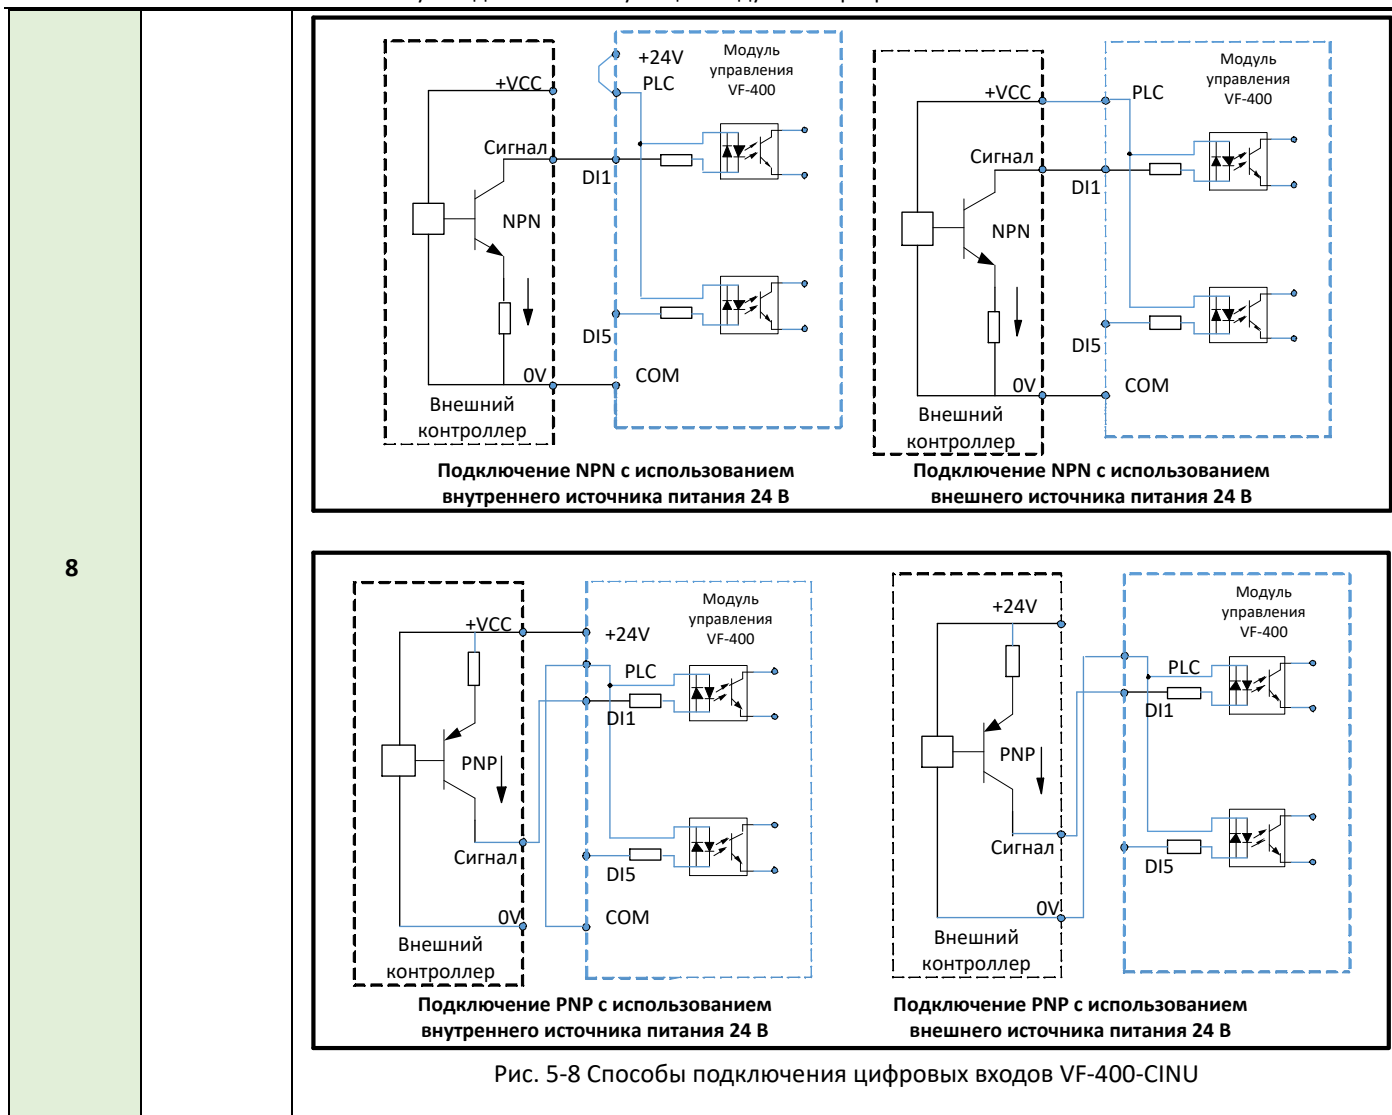 8
+VCC
Сигнал
NPN
0V
Внешний
контроллер
+24V
PLC
Модуль
управления
VF-400
DI1
DI5
COM
Подключение NPN с использованием
внутреннего источника питания 24 В
+VCC
Сигнал
NPN
0V
Внешний
контроллер
PLC
Модуль
управления
VF-400
DI1
DI5
COM
Подключение NPN с использованием
внешнего источника питания 24 В
+VCC
PNP
Сигнал
0V
Внешний
контроллер
+24V
Модуль
управления
VF-400
PLC
DI1
DI5
COM
Подключение PNP с использованием
внутреннего источника питания 24 В
+24V
PNP
Сигнал
0V
Внешний
контроллер
Модуль
управления
VF-400
PLC
DI1
DI5
Подключение PNP с использованием
внешнего источника питания 24 В
Рис. 5-8 Способы подключения цифровых входов VF-400-CINU